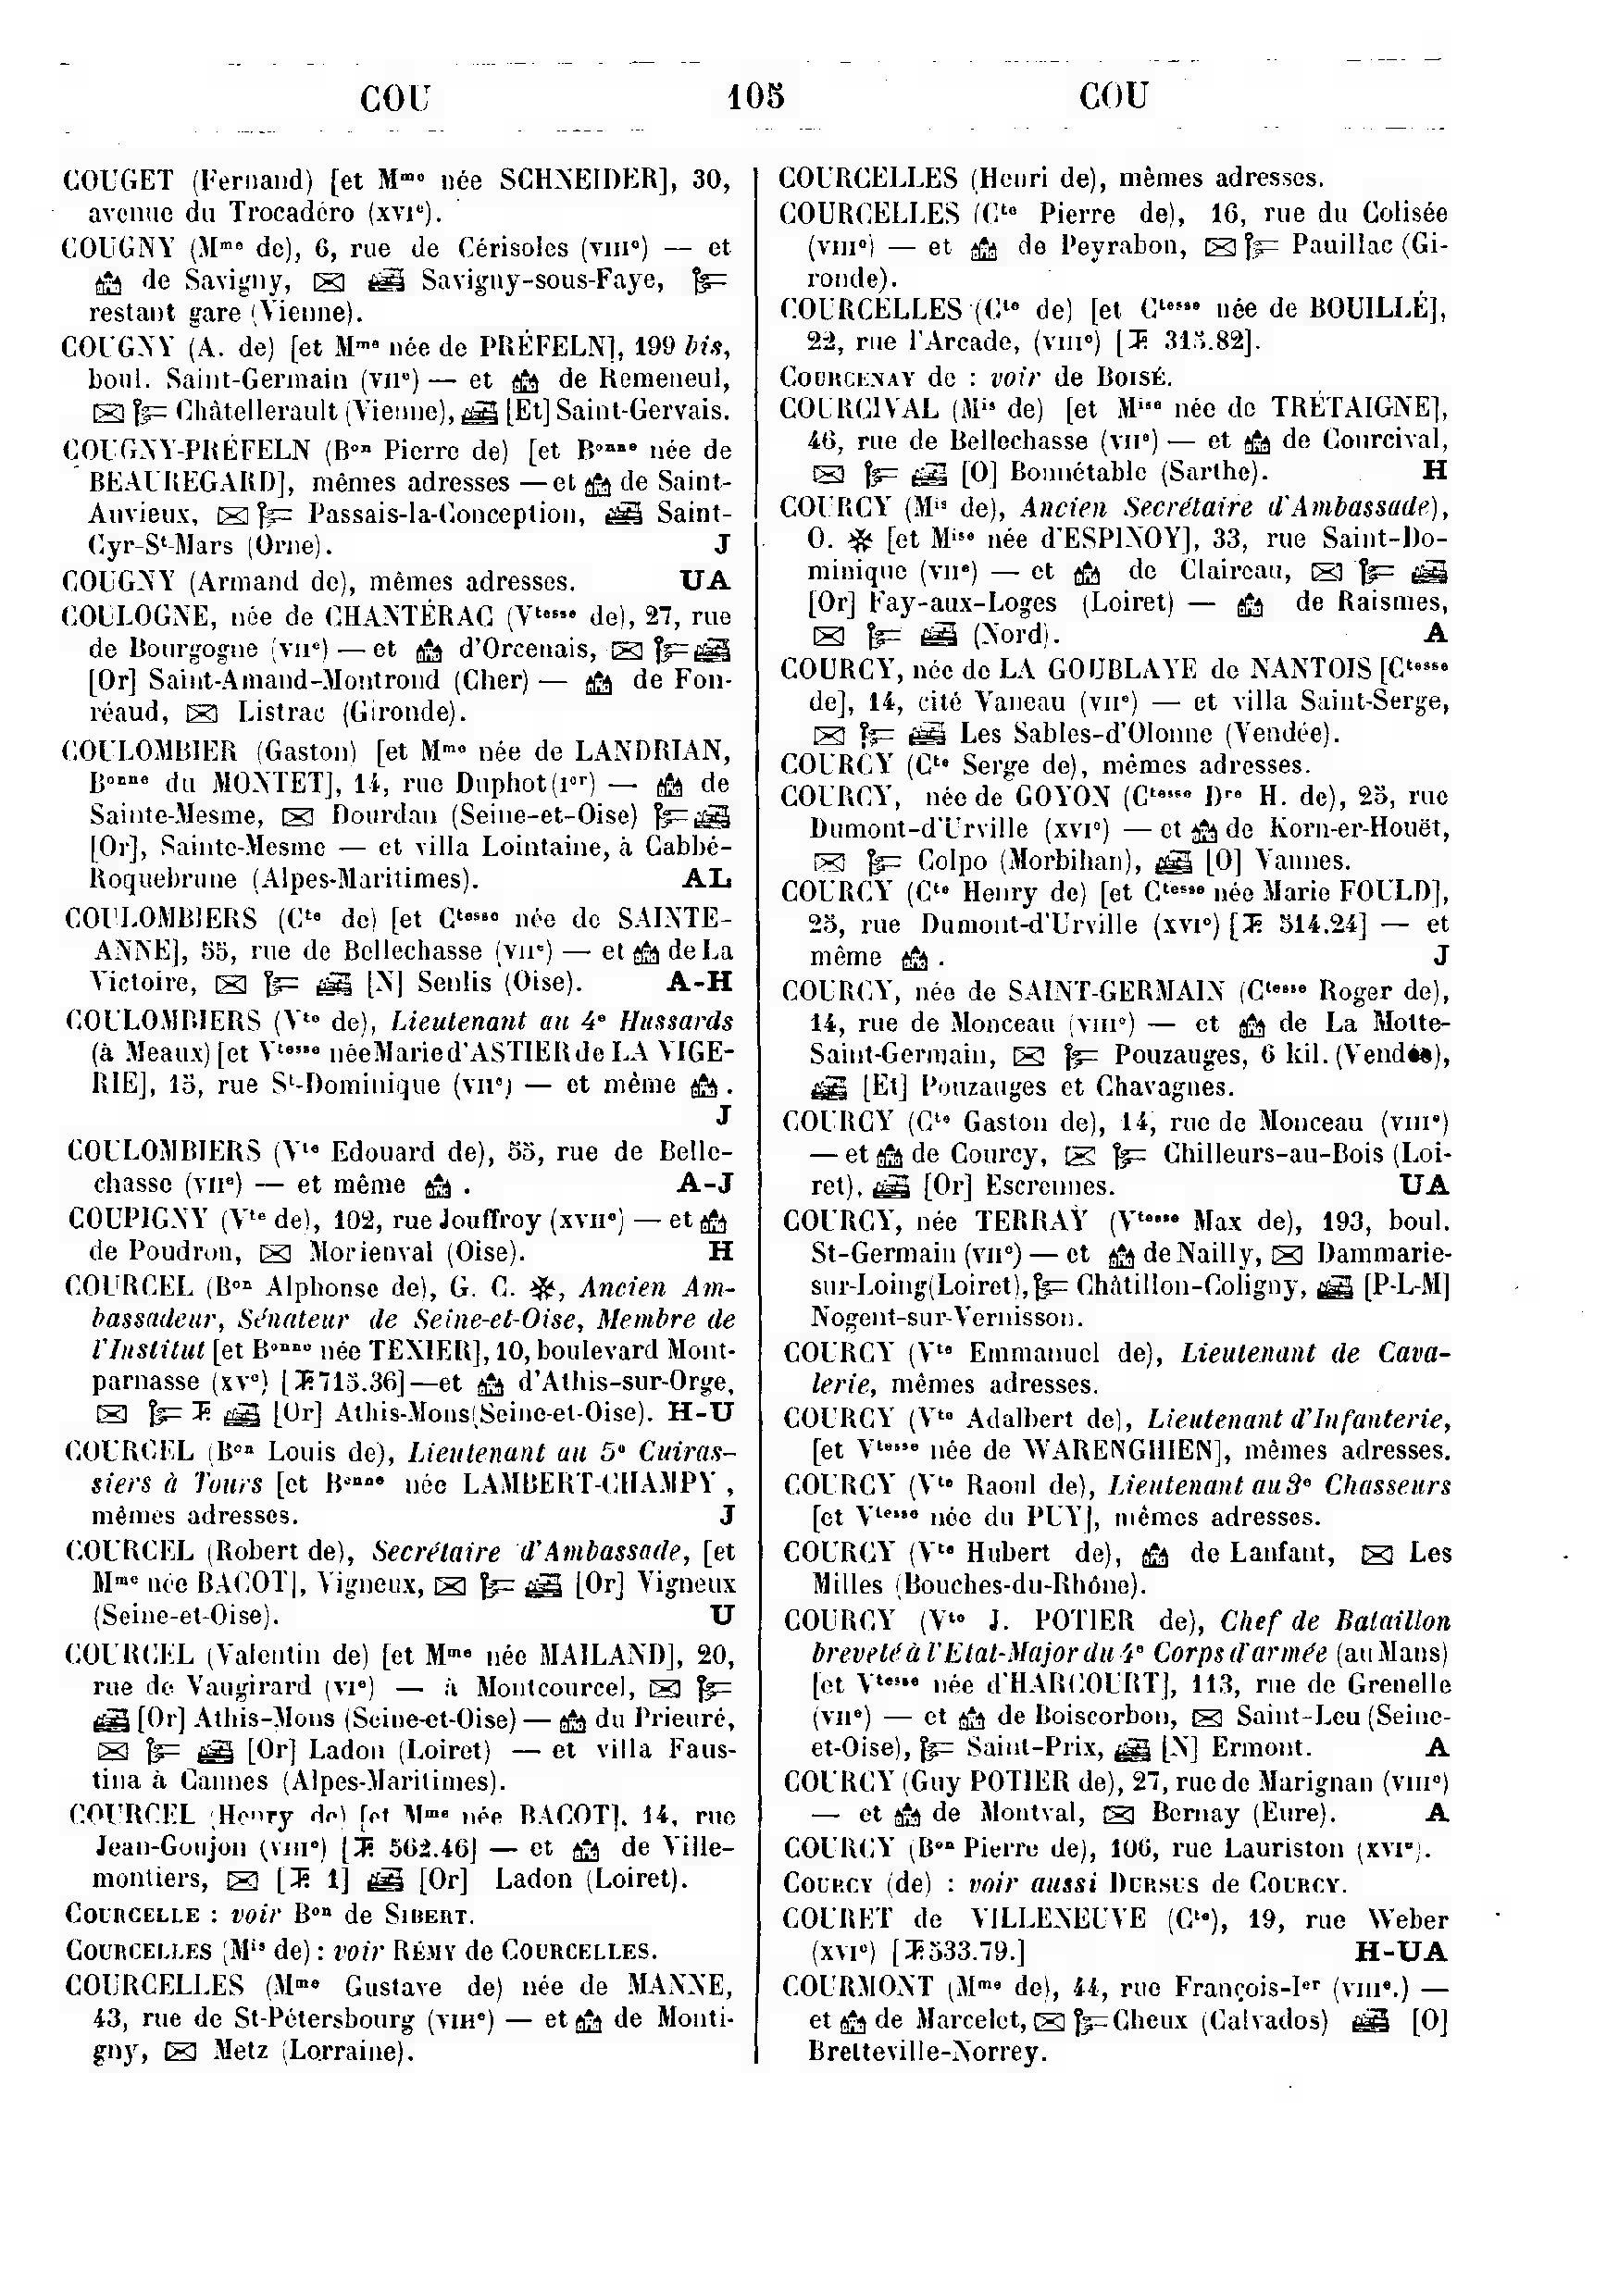 COU 105 COU
COUGET (Fernand) [et Mme née SCHNEIDER], 30,
avenue du Trocadéro (XVIe).
COUGNY (Mme de), 6, rue de Cérisoles (VIIIe) — et
de Savigny, Savigny-sous-Faye,
restant gare (Vienne).
COUGNY (A. de) [et Mme née de PRÉFELN], 199 bis,
boul. Saint-Germain (VIIe) — et de Remeneul,
Châtellerault (Vienne), [Et] Saint-Gervais.
COUGNY-PRÉFELN (Bon Pierre de) [et Bonne née de
BEAUREGARD], mêmes adresses — et de Saint-
Auvieux, Passais-la-Conception, Saint-
Cyr-St-Mars (Orne). J
COUGNY (Armand de), mêmes adresses. UA
COULOGNE, née de CHANTÉRAC (Vtesse de), 27, rue
de Bourgogne (VIIe) — et d'Orcenais,
[Or] Saint-Amand-Montrond (Cher) — de Fon-
réaud, Listrac (Gironde).
COULOMBIER (Gaston) [et Mme née de LANDRIAN,
Bonne du MONTET], 14, rue Duphot (Ier) — de
Sainte-Mesme, Dourdan (Seine-et-Oise)
[Or], Sainte-Mesme — et villa Lointaine, à Cabbé-
Roquebrune (Alpes-Maritimes). AL
COULOMBIERS (Cte de) [et Ctesse née de SAINTE-
ANNE], 55, rue de Bellechasse (VIIe) — et de La
Victoire, [N] Senlis (Oise). A-H
COULOMBIERS (Vte de), Lieutenant au 4e Hussards
(à Meaux) [et Vtesse née Marie d'ASTIER de LA VIGE-
RIE], 15, rue St-Dominique (VIIe) — et même .
J
COULOMBIERS (Vte Edouard de), 55, rue de Belle-
chasse (VIIe) — et même . A-J
COUPIGNY (Vte de), 102, rue Jouffroy (XVIIe) — et
de Poudron, Morienval (Oise). H
COURCEL (Bon Alphonse de), G. C. ✻, Ancien Am-
bassadeur, Sénateur de Seine-et-Oise, Membre de
l'Institut [et Bonne née TEXIER], 10, boulevard Mont-
parnasse (XVe) [T. 715.36] — et d'Athis-sur-Orge,
T. [Or] Athis-Mons (Seine-et-Oise). H-U
COURCEL (Bon Louis de), Lieutenant au 5e Cuiras-
siers à Tours [et Bonne née LAMBERT-CHAMPY ,
mêmes adresses. J
COURCEL (Robert de), Secrétaire d'Ambassade, [et
Mme née BACOT], Vigneux, [Or] Vigneux
(Seine-et-Oise). U
COURCEL (Valentin de) [et Mme née MAILAND], 20,
rue de Vaugirard (VIe) — à Montcourcel,
[Or] Athis-Mons (Seine-et-Oise) — du Prieuré,
[Or] Ladon (Loiret) — et villa Faus-
tina à Cannes (Alpes-Maritimes).
COURCEL (Henry de) [et Mme née BACOT], 14, rue
Jean-Goujon (VIIIe) [T. 562.46] — et de Ville-
montiers, [T. 1] [Or] Ladon (Loiret).
COURCELLE : voir Bon de SIBERT.
COURCELLES (Mis de) : voir RÉMY de COURCELLES.
COURCELLES (Mme Gustave de) née de MANNE,
43, rue de St-Pétersbourg (VIIIe) — et de Monti-
gny, Metz (Lorraine).
COURCELLES (Henri de), mêmes adresses.
COURCELLES (Cte Pierre de), 16, rue du Colisée
(VIIIe) — et de Peyrabon, Pauillac (Gi-
ronde).
COURCELLES (Cte de) [et Ctesse née de BOUILLÉ],
22, rue l'Arcade, (VIIIe) [T. 315.82].
COURCENAY de : voir de BOISÉ.
COURCIVAL (Mis de) [et Mise née de TRÉTAIGNE],
46, rue de Bellechasse (VIIe) — et de Courcival,
[O] Bonnétable (Sarthe). H
COURCY (Mis de), Ancien Secrétaire d'Ambassade),
O. ✻ [et Mise née d'ESPINOY], 33, rue Saint-Do-
minique (VIIe) — et de Claireau,
[Or] Fay-aux-Loges (Loiret) — de Raismes,
(Nord). A
COURCY, née de LA GOUBLAYE de NANTOIS [Ctesse
de], 14, cité Vaneau (VIIe) — et villa Saint-Serge,
Les Sables-d'Olonne (Vendée).
COURCY (Cte Serge de), mêmes adresses.
COURCY, née de GOYON (Ctesse Dre H. de), 25, rue
Dumont-d'Urville (XVIe) — et de Korn-er-Houët,
Colpo (Morbihan), [O] Vannes.
COURCY (Cte Henry de) [et Ctesse née Marie FOULD],
25, rue Dumont-d'Urville (XVIe) [T. 514.24] — et
même . J
COURCY, née de SAINT-GERMAIN (Ctesse Roger de),
14, rue de Monceau (VIIIe) — et de La Motte-
Saint-Germain, Pouzauges, 6 kil. (Vendée),
[Et] Pouzauges et Chavagnes.
COURCY (Cte Gaston de), 14, rue de Monceau (VIIIe)
— et de Courcy, Chilleurs-au-Bois (Loi-
ret), [Or] Escrennes. UA
COURCY, née TERRAY (Vtesse Max de), 193, boul.
St-Germain (VIIe) — et de Nailly, Dammarie-
sur-Loing (Loiret), Châtillon-Coligny, [P-L-M]
Nogent-sur-Vernisson.
COURCY (Vte Emmanuel de), Lieutenant de Cava-
lerie, mêmes adresses.
COURCY (Vte Adalbert de), Lieutenant d'Infanterie,
[et Vtesse née de WARENGHIEN], mêmes adresses.
COURCY (Vte Raoul de), Lieutenant au 3e Chasseurs
[et Vtesse née du PUY], mêmes adresses.
COURCY (Vte Hubert de), de Lanfant, Les
Milles (Bouches-du-Rhône).
COURCY (Vte J. POTIER de), Chef de Bataillon
breveté à l'Etat-Major du 4e Corps d'armée (au Mans)
[et Vtesse née d'HARCOURT], 113, rue de Grenelle
(VIIe) — et de Boiscorbon, Saint-Leu (Seine-
et-Oise), Saint-Prix, [N] Ermont. A
COURCY (Guy POTIER de), 27, rue de Marignan (VIIIe)
— et de Montval, Bernay (Eure). A
COURCY (Bon Pierre de), 106, rue Lauriston (XVIe).
COURCY (de) : voir aussi DURSUS de COURCY.
COURET de VILLENEUVE (Cte), 19, rue Weber
(XVIe) [T. 533.79.] H-UA
COURMONT (Mme de), 44, rue François-Ier (VIIIe.) —
et de Marcelet, Cheux (Calvados) [O]
Bretteville-Norrey.